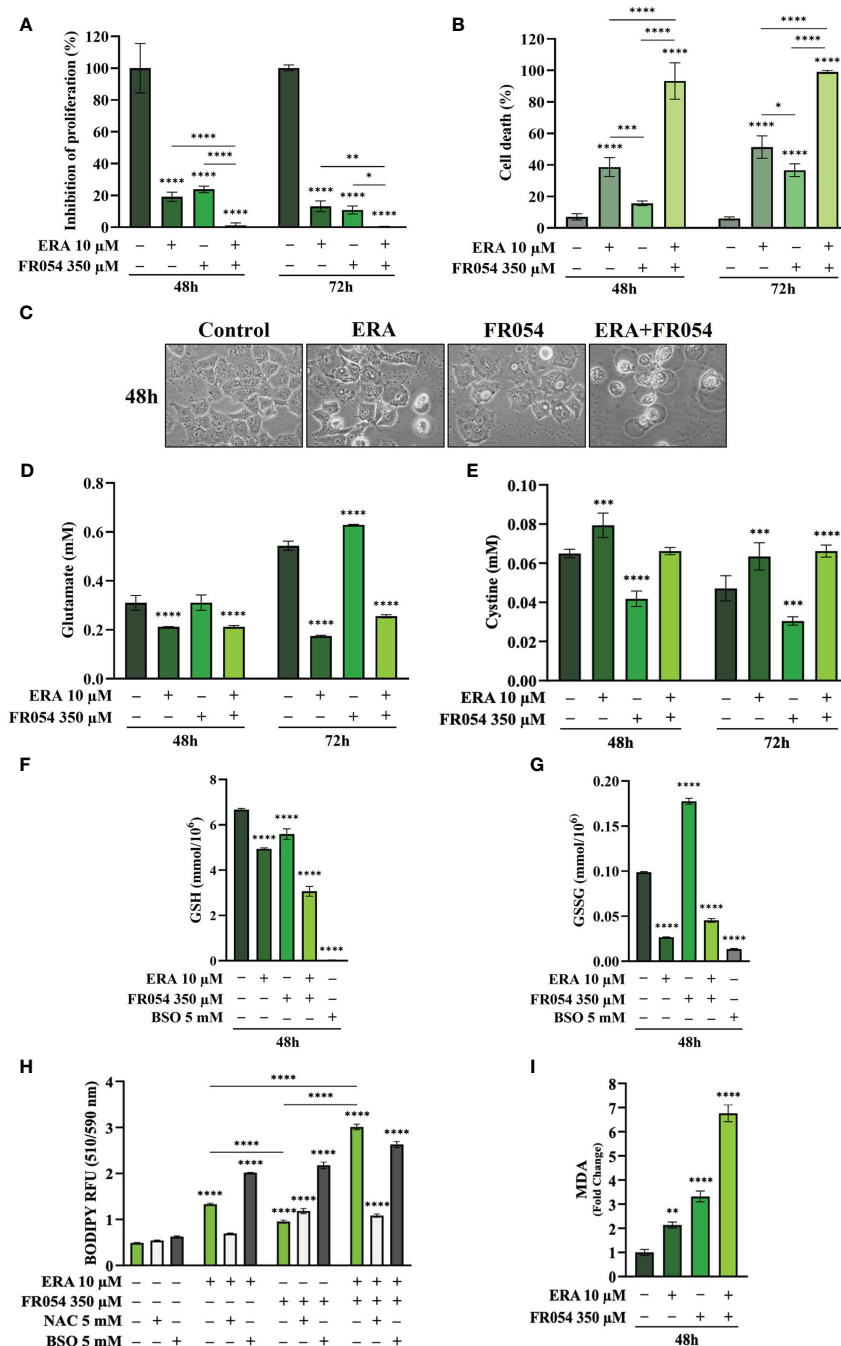 A
Inhibition of proliferation (%)
120
100
80
60
40
20
0
**** **** **** ****
**** ****
**** **** ****
** *
ERA 10 µM – + – + – + – +
FR054 350 µM – – + + – – + +
48h 72h
B
Cell death (%)
120
100
80
60
40
20
0
**** **** ****
**** ***
**** **** ****
**** **** *
ERA 10 µM – + – + – + – +
FR054 350 µM – – + + – – + +
48h 72h
C
Control ERA FR054 ERA+FR054
48h
D
Glutamate (mM)
0.8
0.6
0.4
0.2
0.0
**** **** **** **** ****
ERA 10 µM – + – + – + – +
FR054 350 µM – – + + – – + +
48h 72h
E
Cystine (mM)
0.10
0.08
0.06
0.04
0.02
0.00
*** **** *** *** ****
ERA 10 µM – + – + – + – +
FR054 350 µM – – + + – – + +
48h 72h
F
GSH (mmol/10⁶)
8
6
4
2
0
**** **** **** ****
ERA 10 µM – + – + –
FR054 350 µM – – + + –
BSO 5 mM – – – – +
48h
G
GSSG (mmol/10⁶)
0.20
0.15
0.10
0.05
0.00
**** **** **** ****
ERA 10 µM – + – + –
FR054 350 µM – – + + –
BSO 5 mM – – – – +
48h
H
BODIPY RFU (510/590 nm)
4
3
2
1
0
****
**** ****
**** **** **** **** **** **** **** ****
ERA 10 µM – – – + + + – – – + + +
FR054 350 µM – – – – – – + + + + + +
NAC 5 mM – + – – + – – + – – + –
BSO 5 mM – – + – – + – – + – – +
I
MDA
(Fold Change)
8
7
6
5
4
3
2
1
0
** **** ****
ERA 10 µM – + – +
FR054 350 µM – – + +
48h